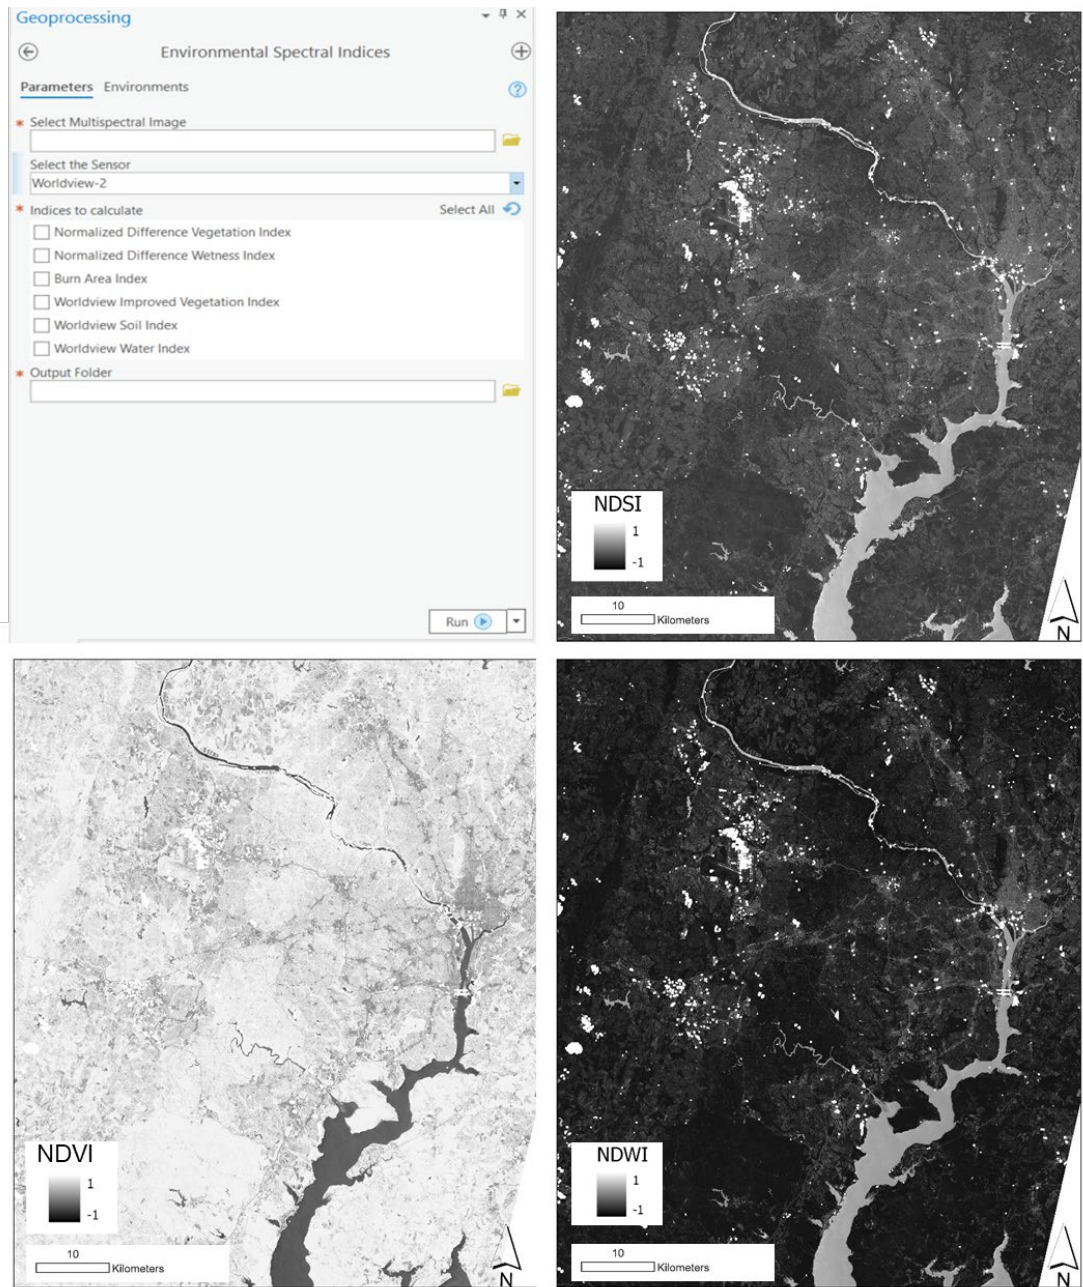 Geoprocessing
Environmental Spectral Indices
Parameters Environments
* Select Multispectral Image
Select the Sensor
Worldview-2
* Indices to calculate Select All
Normalized Difference Vegetation Index
Normalized Difference Wetness Index
Burn Area Index
Worldview Improved Vegetation Index
Worldview Soil Index
Worldview Water Index
* Output Folder
Run
NDSI
1
-1
10
Kilometers
N
NDVI
1
-1
10
Kilometers
N
NDWI
1
-1
10
Kilometers
N